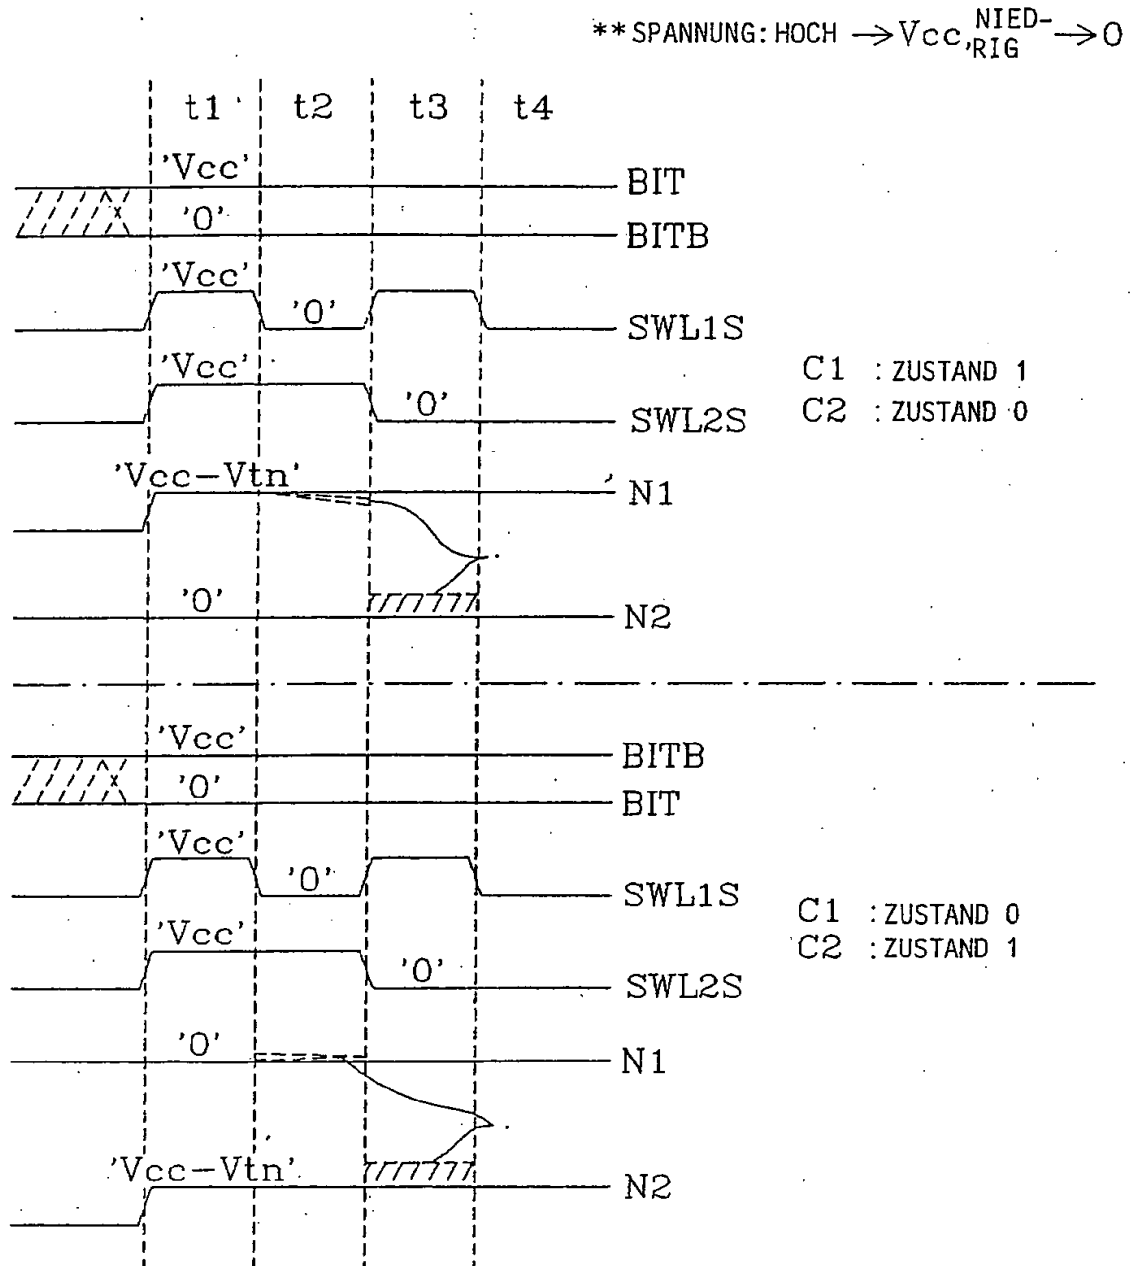 **SPANNUNG: HOCH → Vcc, NIED-RIG → 0
t1 t2 t3 t4
'Vcc' BIT
'0' BITB
'Vcc' '0' SWL1S
'Vcc' '0' SWL2S
C1 : ZUSTAND 1
C2 : ZUSTAND 0
'Vcc-Vtn' N1
'0' N2
'Vcc' BITB
'0' BIT
'Vcc' '0' SWL1S
'Vcc' '0' SWL2S
C1 : ZUSTAND 0
C2 : ZUSTAND 1
'0' N1
'Vcc-Vtn' N2